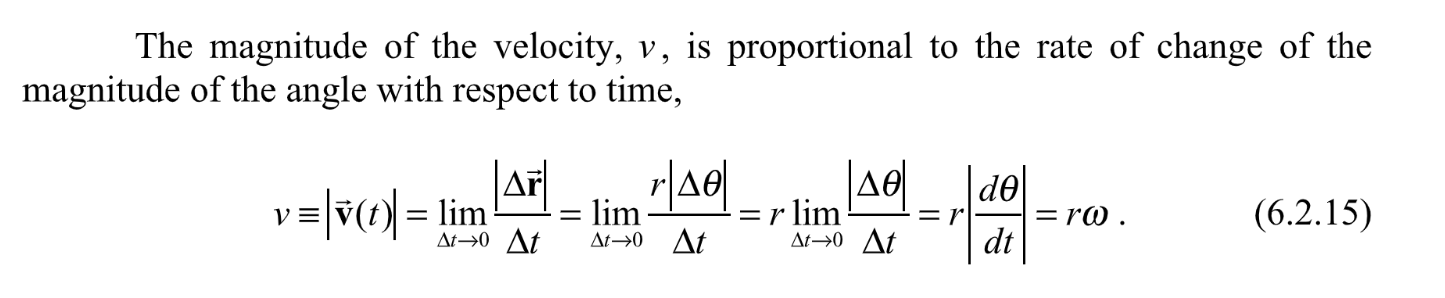 The magnitude of the velocity, v, is proportional to the rate of change of the
magnitude of the angle with respect to time,
v ≡ |v⃗(t)| = lim_{Δt→0} |Δr⃗|/Δt = lim_{Δt→0} r|Δθ|/Δt = r lim_{Δt→0} |Δθ|/Δt = r|dθ/dt| = rω . (6.2.15)